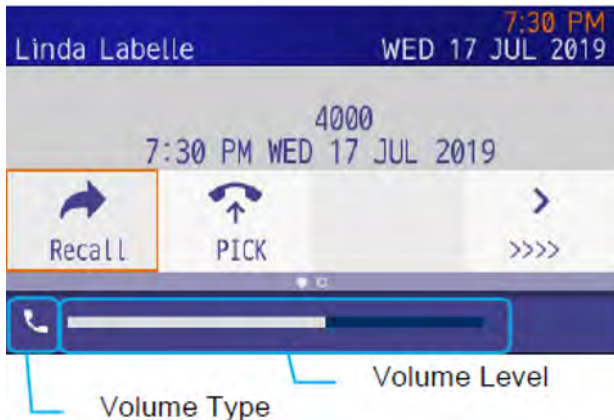 7:30 PM
Linda Labelle WED 17 JUL 2019
4000
7:30 PM WED 17 JUL 2019
Recall PICK >>>>
Volume Level
Volume Type